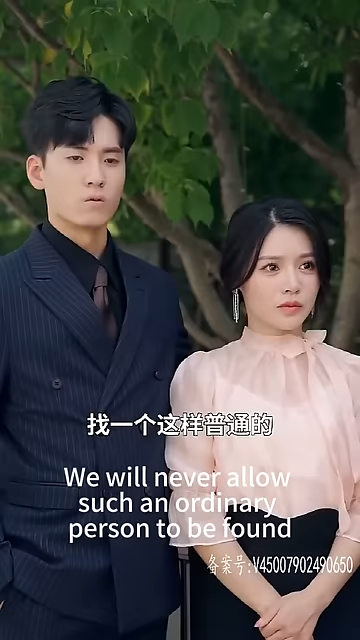 找一个这样普通的
We will never allow
such an ordinary
person to be found
备案号:V45007902490650